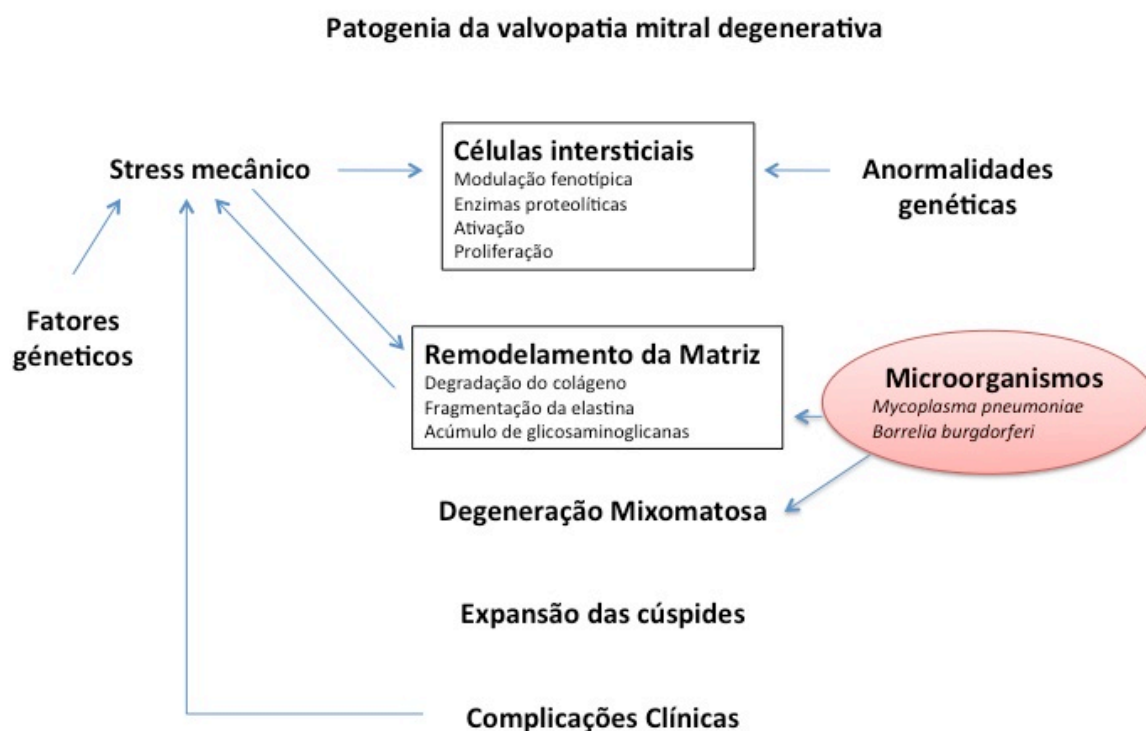 Patogenia da valvopatia mitral degenerativa
Stress mecânico
Células intersticiais
Modulação fenotípica
Enzimas proteolíticas
Ativação
Proliferação
Anormalidades
genéticas
Fatores
géneticos
Remodelamento da Matriz
Degradação do colágeno
Fragmentação da elastina
Acúmulo de glicosaminoglicanas
Microorganismos
Mycoplasma pneumoniae
Borrelia burgdorferi
Degeneração Mixomatosa
Expansão das cúspides
Complicações Clínicas